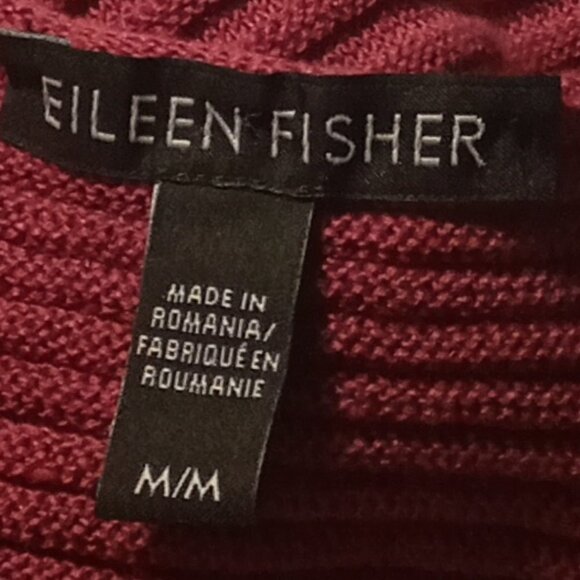 EILEEN FISHER
MADE IN
ROMANIA/
FABRIQUÉ EN
ROUMANIE
M/M